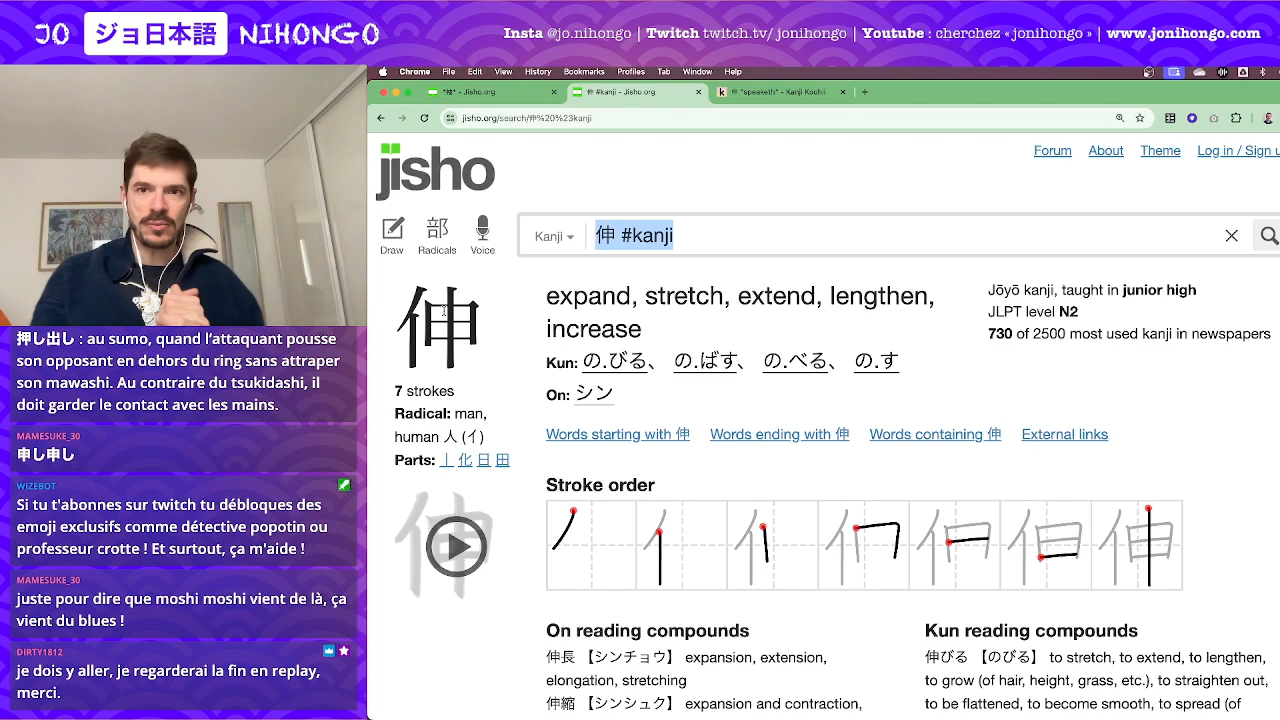 JO ジョ日本語 NIHONGO
Insta @jo.nihongo | Twitch twitch.tv/ jonihongo | Youtube : cherchez « jonihongo » | www.jonihongo.com
Chrome File Edit View History Bookmarks Profiles Tab Window Help
伸 #kanji - Jisho.org
伸 "speaketh" - Kanji Koohii
jisho.org/search/伸%20%23kanji
Forum About Theme Log in / Sign u
jisho
Draw
部
Radicals
Voice
Kanji
伸 #kanji
伸
7 strokes
Radical: man,
human 人 (亻)
Parts: ｜ 化 日 田
伸
expand, stretch, extend, lengthen,
increase
Kun: の.びる、 の.ばす、 の.べる、 の.す
On: シン
Jōyō kanji, taught in junior high
JLPT level N2
730 of 2500 most used kanji in newspapers
Words starting with 伸 Words ending with 伸 Words containing 伸 External links
Stroke order
On reading compounds
伸長 【シンチョウ】 expansion, extension,
elongation, stretching
伸縮 【シンシュク】 expansion and contraction,
Kun reading compounds
伸びる 【のびる】 to stretch, to extend, to lengthen,
to grow (of hair, height, grass, etc.), to straighten out,
to be flattened, to become smooth, to spread (of
押し出し : au sumo, quand l’attaquant pousse
son opposant en dehors du ring sans attraper
son mawashi. Au contraire du tsukidashi, il
doit garder le contact avec les mains.
MAMESUKE_30
申し申し
WIZEBOT
Si tu t'abonnes sur twitch tu débloques des
emoji exclusifs comme détective popotin ou
professeur crotte ! Et surtout, ça m'aide !
MAMESUKE_30
juste pour dire que moshi moshi vient de là, ça
vient du blues !
DIRTY1812
je dois y aller, je regarderai la fin en replay,
merci.